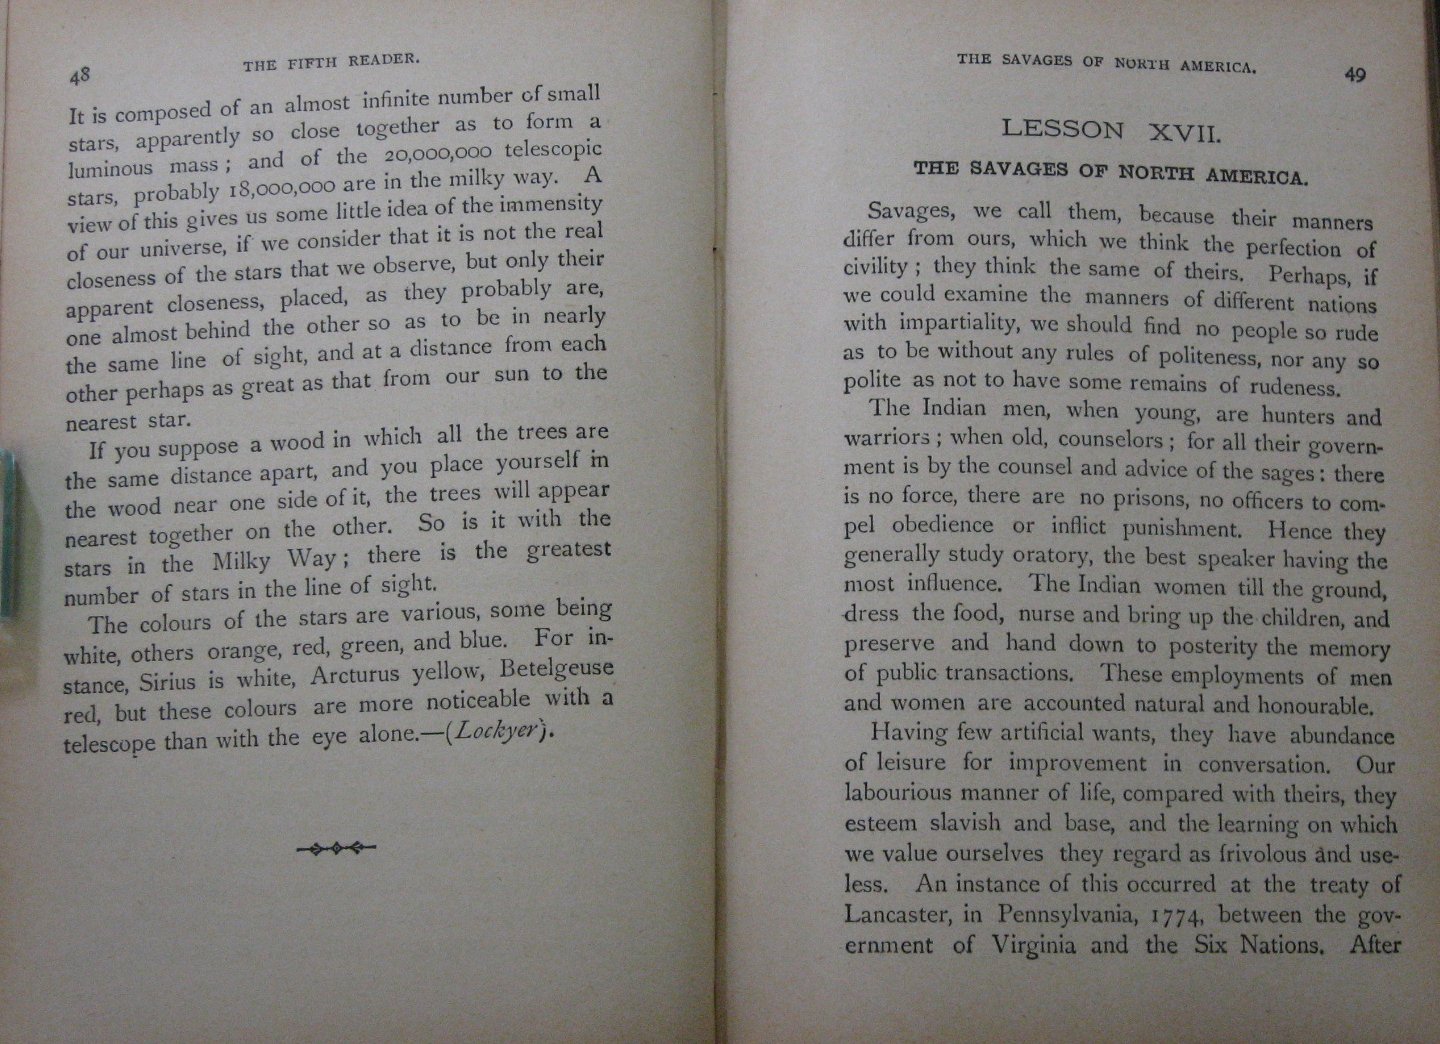 48
THE FIFTH READER.
It is composed of an almost infinite number of small
stars, apparently so close together as to form a
luminous mass; and of the 20,000,000 telescopic
stars, probably 18,000,000 are in the milky way. A
view of this gives us some little idea of the immensity
of our universe, if we consider that it is not the real
closeness of the stars that we observe, but only their
apparent closeness, placed, as they probably are,
one almost behind the other so as to be in nearly
the same line of sight, and at a distance from each
other perhaps as great as that from our sun to the
nearest star.
If you suppose a wood in which all the trees are
the same distance apart, and you place yourself in
the wood near one side of it, the trees will appear
nearest together on the other. So is it with the
stars in the Milky Way; there is the greatest
number of stars in the line of sight.
The colours of the stars are various, some being
white, others orange, red, green, and blue. For in-
stance, Sirius is white, Arcturus yellow, Betelgeuse
red, but these colours are more noticeable with a
telescope than with the eye alone.—(Lockyer).
THE SAVAGES OF NORTH AMERICA.
49
LESSON XVII.
THE SAVAGES OF NORTH AMERICA.
Savages, we call them, because their manners
differ from ours, which we think the perfection of
civility; they think the same of theirs. Perhaps, if
we could examine the manners of different nations
with impartiality, we should find no people so rude
as to be without any rules of politeness, nor any so
polite as not to have some remains of rudeness.
The Indian men, when young, are hunters and
warriors; when old, counselors; for all their govern-
ment is by the counsel and advice of the sages: there
is no force, there are no prisons, no officers to com-
pel obedience or inflict punishment. Hence they
generally study oratory, the best speaker having the
most influence. The Indian women till the ground,
dress the food, nurse and bring up the children, and
preserve and hand down to posterity the memory
of public transactions. These employments of men
and women are accounted natural and honourable.
Having few artificial wants, they have abundance
of leisure for improvement in conversation. Our
labourious manner of life, compared with theirs, they
esteem slavish and base, and the learning on which
we value ourselves they regard as frivolous and use-
less. An instance of this occurred at the treaty of
Lancaster, in Pennsylvania, 1774, between the gov-
ernment of Virginia and the Six Nations. After